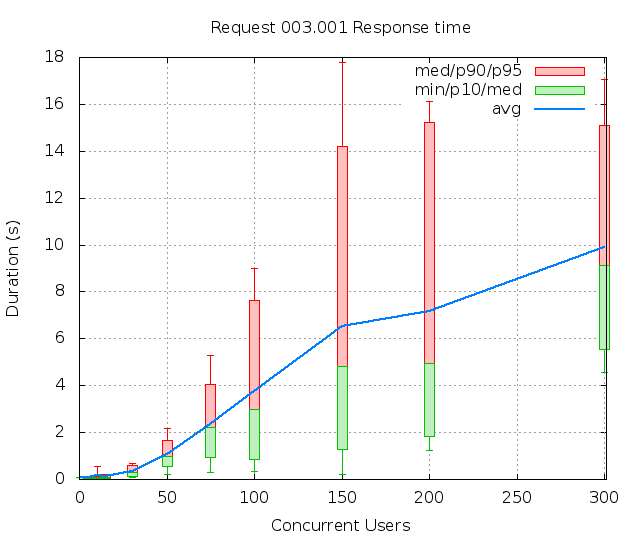 Request 003.001 Response time
med/p90/p95
min/p10/med
avg
Duration (s)
18
16
14
12
10
8
6
4
2
0
0 50 100 150 200 250 300
Concurrent Users